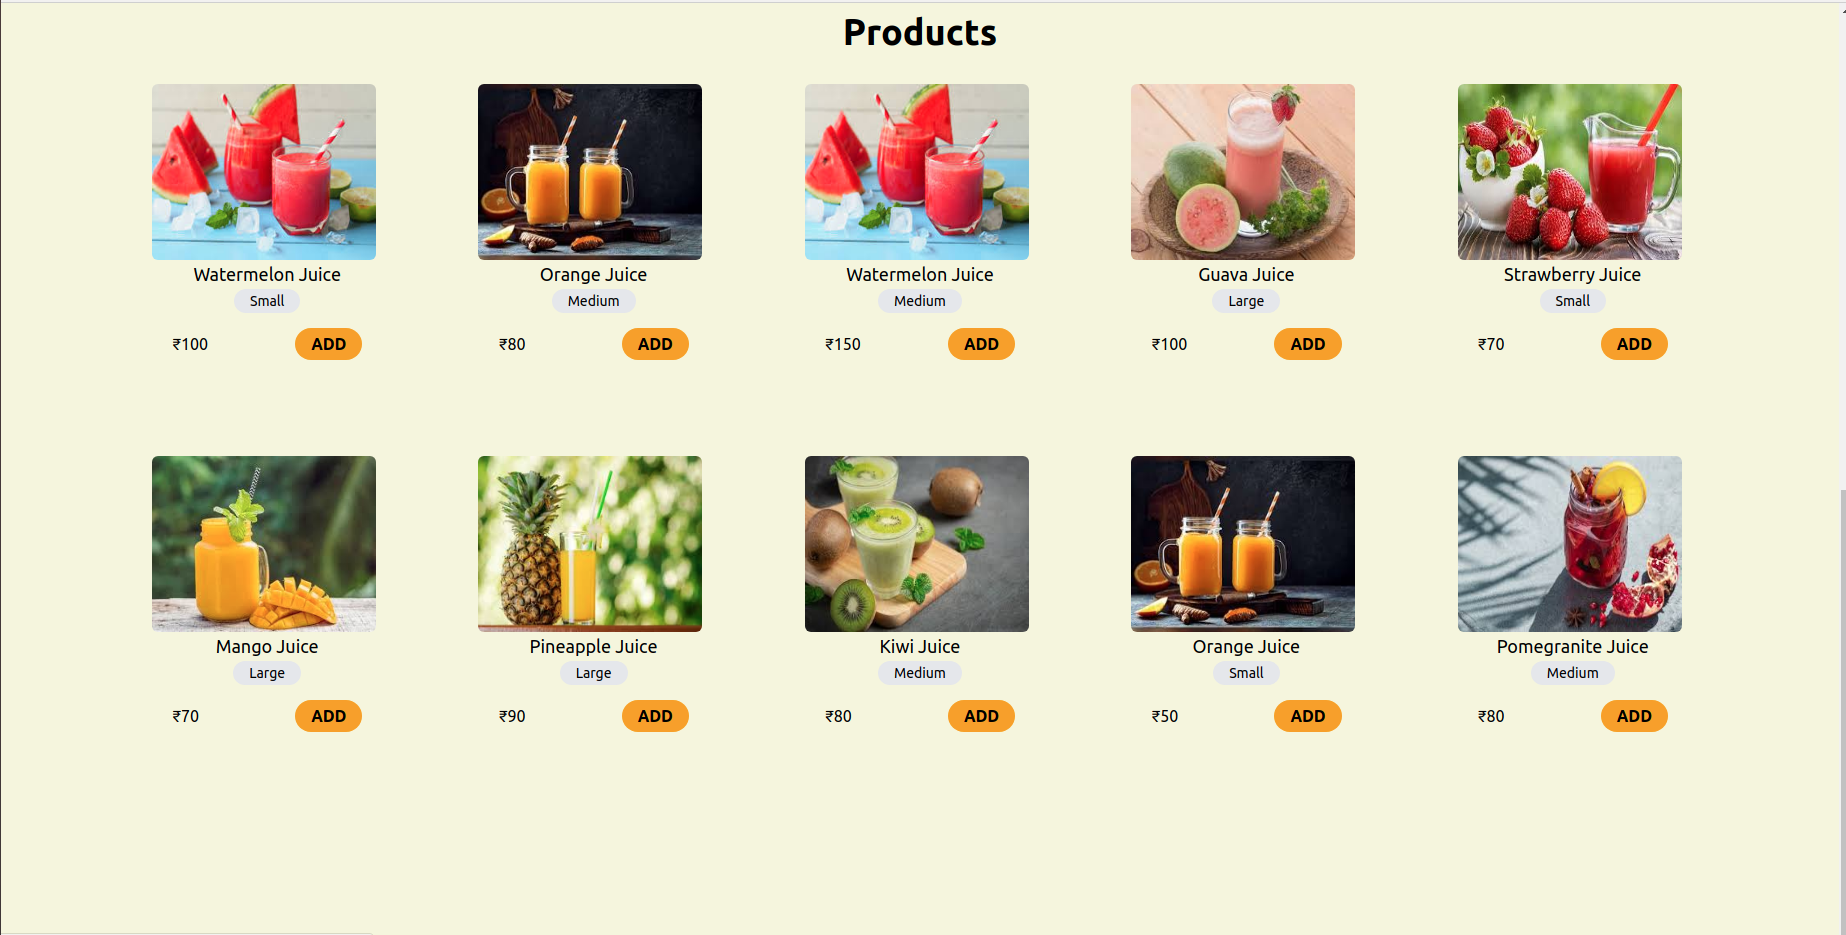 Products
Watermelon Juice
Small
₹100 ADD
Orange Juice
Medium
₹80 ADD
Watermelon Juice
Medium
₹150 ADD
Guava Juice
Large
₹100 ADD
Strawberry Juice
Small
₹70 ADD
Mango Juice
Large
₹70 ADD
Pineapple Juice
Large
₹90 ADD
Kiwi Juice
Medium
₹80 ADD
Orange Juice
Small
₹50 ADD
Pomegranite Juice
Medium
₹80 ADD